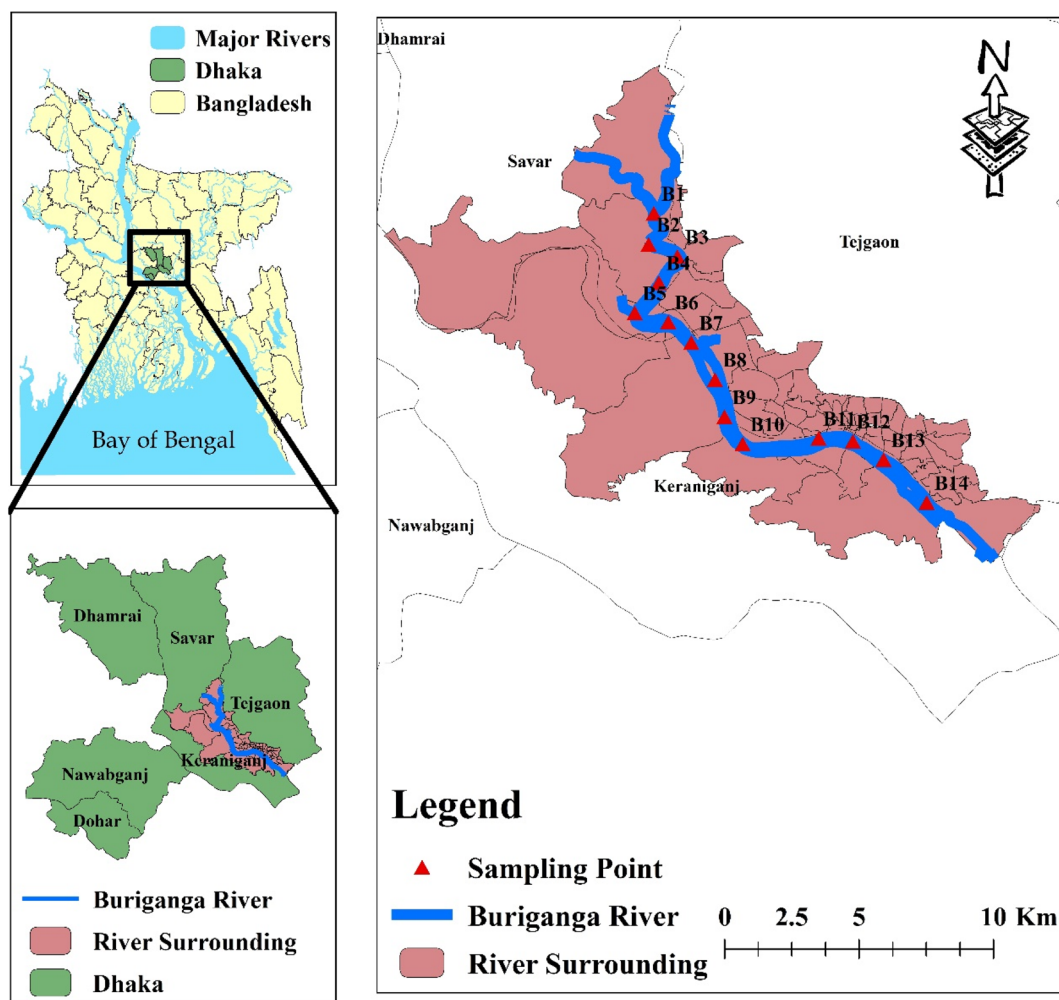 Major Rivers
Dhaka
Bangladesh
Bay of Bengal
Dhamrai
Savar
Tejgaon
Keraniganj
Nawabganj
Dohar
Buriganga River
River Surrounding
Dhaka
Dhamrai
N
Savar
B1
B2
B3
Tejgaon
B4
B5
B6
B7
B8
B9
B10
B11
B12
B13
Keraniganj
B14
Nawabganj
Legend
Sampling Point
Buriganga River
River Surrounding
0 2.5 5 10 Km